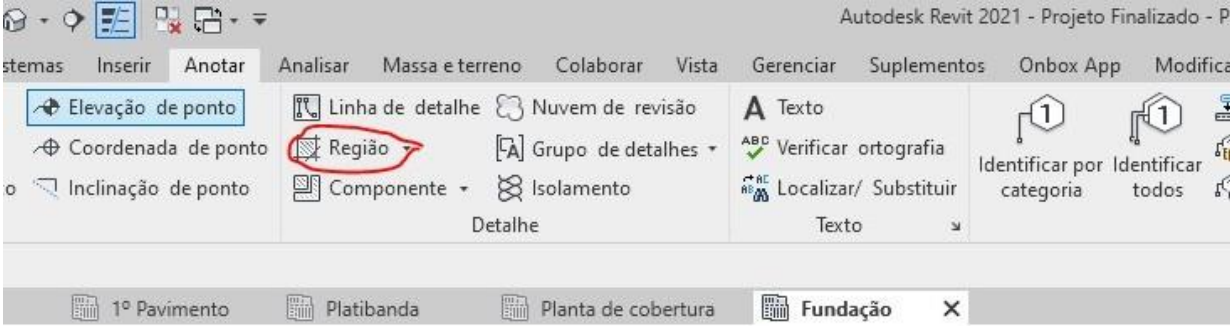 Autodesk Revit 2021 - Projeto Finalizado - P
stemas Inserir Anotar Analisar Massa e terreno Colaborar Vista Gerenciar Suplementos Onbox App Modifica
Elevação de ponto
Coordenada de ponto
o Inclinação de ponto
Linha de detalhe
Região
Componente
Nuvem de revisão
Grupo de detalhes
Isolamento
Detalhe
A Texto
ABC Verificar ortografia
Localizar/ Substituir
Texto
1
Identificar por
categoria
1
Identificar
todos
1º Pavimento Platibanda Planta de cobertura Fundação X